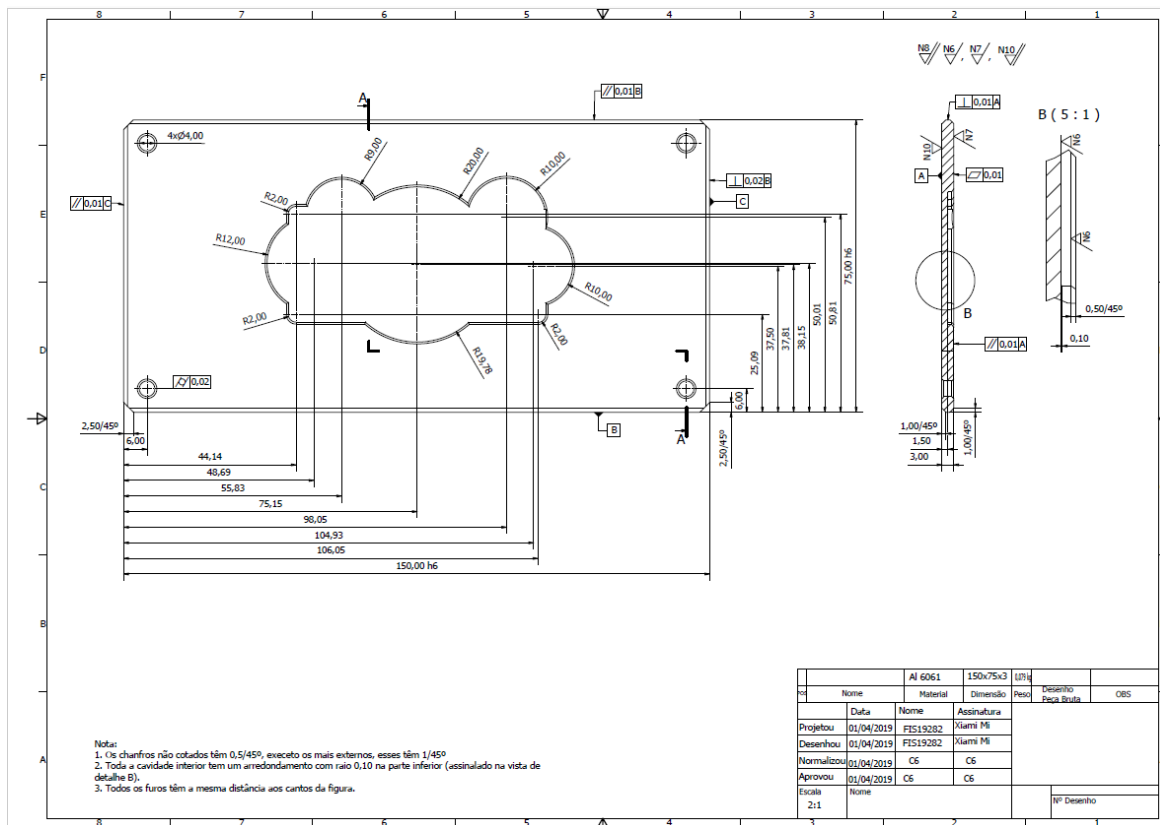 8 7 6 5 4 3 2 1
F
E
D
C
B
A
N8 N6 , N7 , N10
A
// 0,01 B
⊥ 0,01 A
B ( 5 : 1 )
4xØ4,00
R9,00
R20,00
R10,00
N10
N7
N6
R2,00
⊥ 0,02 B
A
▱ 0,01
// 0,01 C
C
R12,00
N6
R10,00
75,00 h6
50,81
50,01
38,15
37,81
37,50
25,09
6,00
B
0,50/45º
R2,00
R2,00
R19,78
// 0,01 A
0,10
⌭ 0,02
2,50/45º
6,00
B
A
2,50/45º
1,00/45º
1,50
3,00
1,00/45º
44,14
48,69
55,83
75,15
98,05
104,93
106,05
150,00 h6
Al 6061 150x75x3
Nome Material Dimensão Peso Desenho Peça Bruta OBS
Data Nome Assinatura
Projetou 01/04/2019 FIS19282 Xiami Mi
Desenhou 01/04/2019 FIS19282 Xiami Mi
Normalizou 01/04/2019 C6 C6
Aprovou 01/04/2019 C6 C6
Escala Nome
2:1
Nº Desenho
Nota:
1. Os chanfros não cotados têm 0,5/45º, execeto os mais externos, esses têm 1/45º
2. Toda a cavidade interior tem um arredondamento com raio 0,10 na parte inferior (assinalado na vista de
detalhe B).
3. Todos os furos têm a mesma distância aos cantos da figura.
8 7 6 5 4 3 2 1